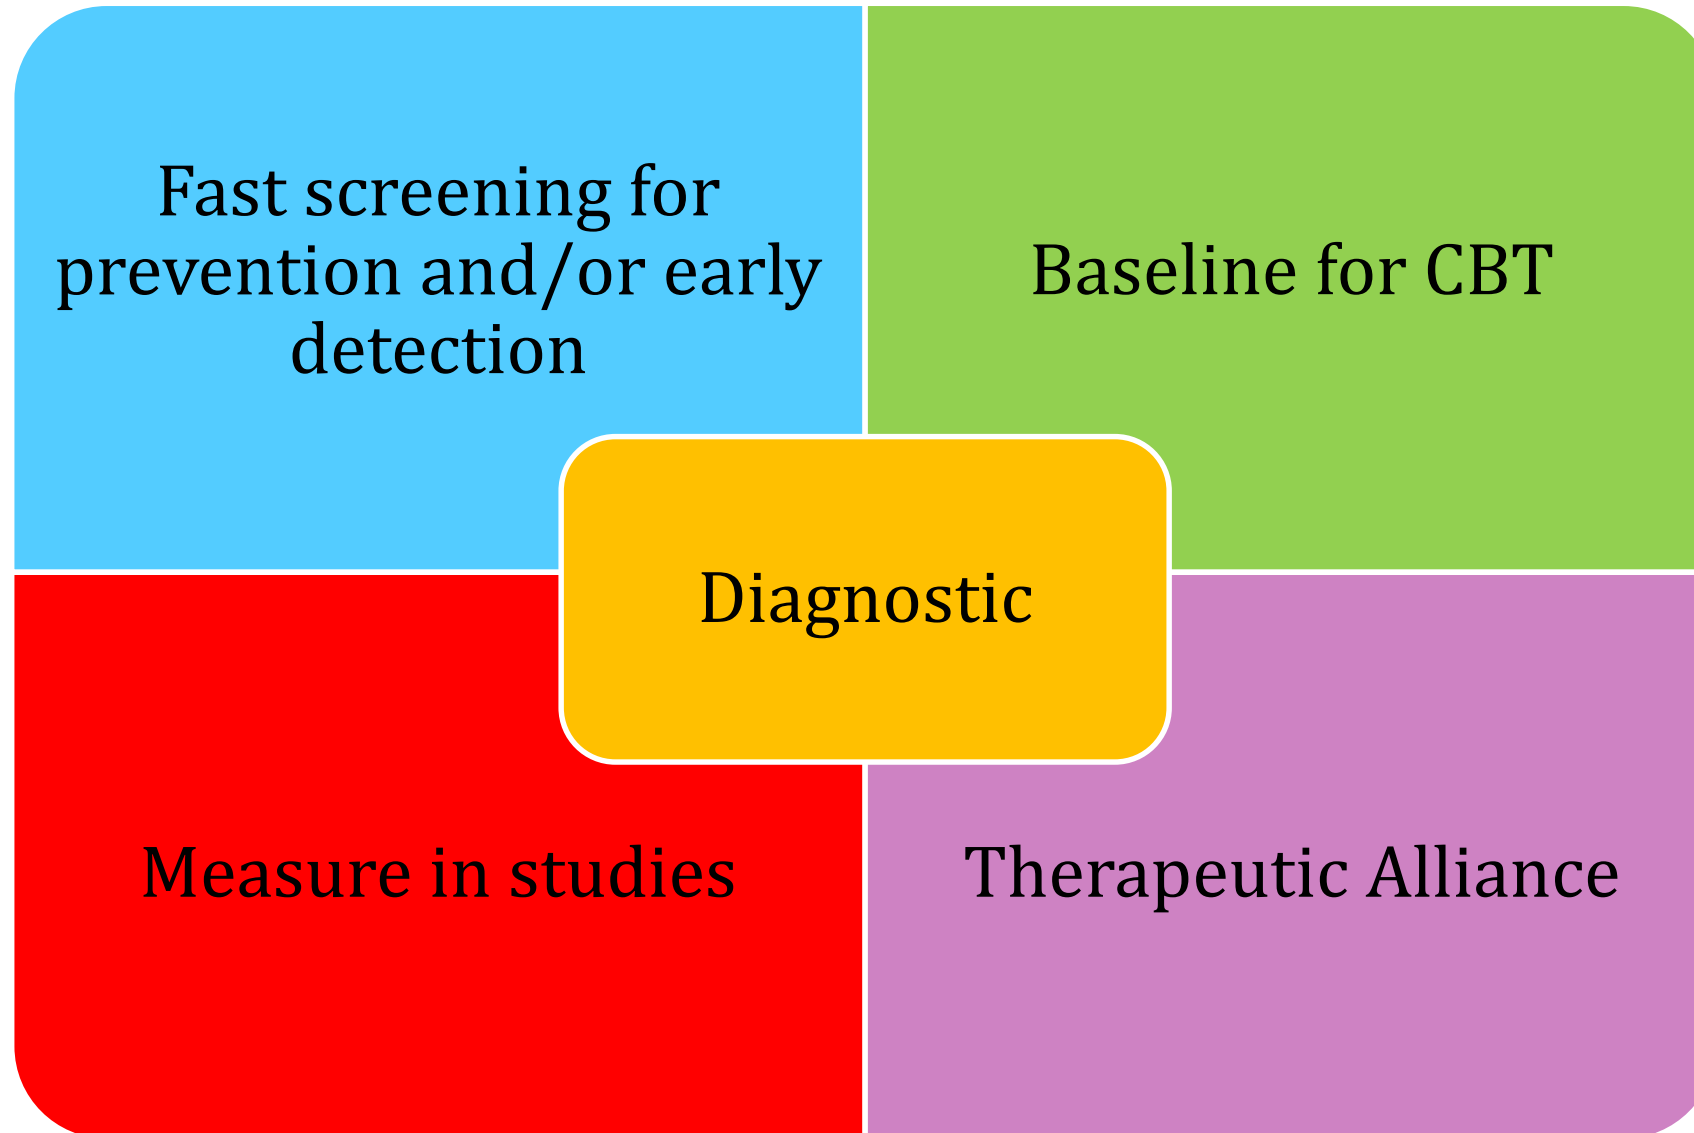 Fast screening for
prevention and/or early
detection
Baseline for CBT
Diagnostic
Measure in studies
Therapeutic Alliance